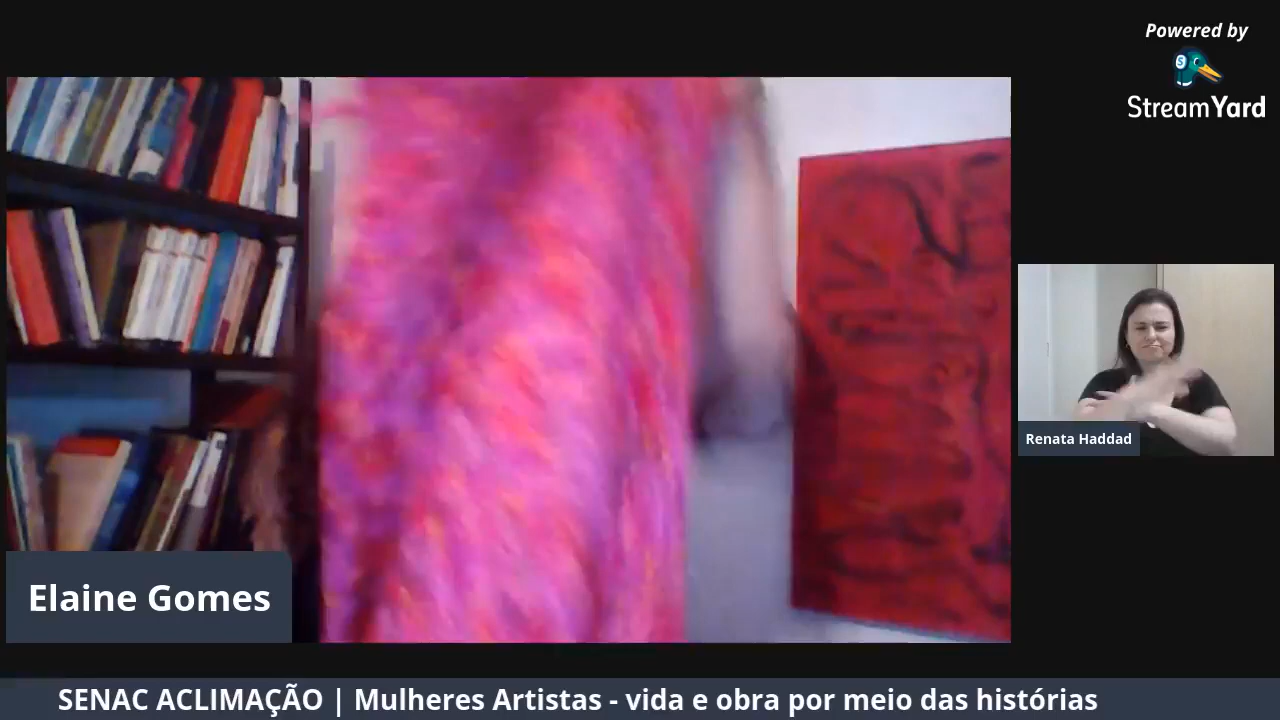 Powered by
StreamYard
Renata Haddad
Elaine Gomes
SENAC ACLIMAÇÃO | Mulheres Artistas - vida e obra por meio das histórias